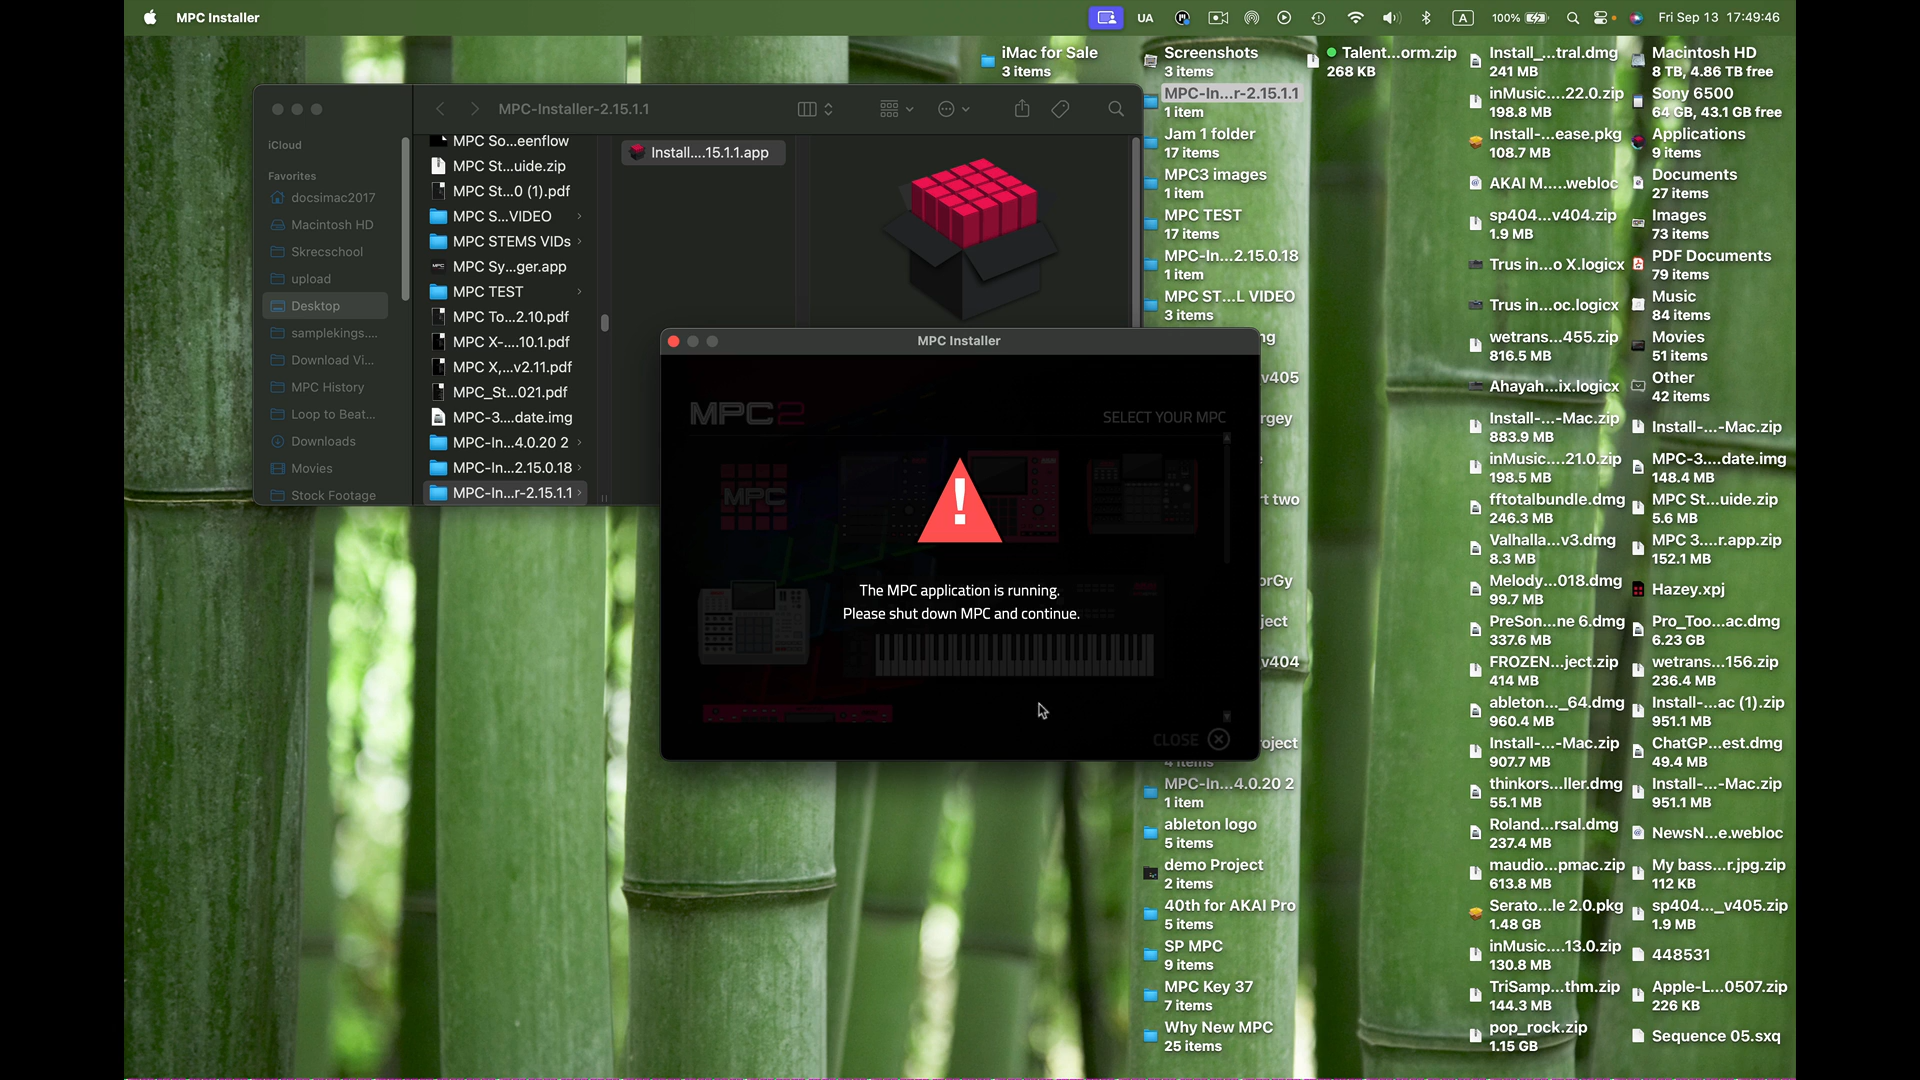 MPC Installer
UA
A
100%
Fri Sep 13 17:49:46
MPC-Installer-2.15.1.1
iCloud
Favorites
docsimac2017
Macintosh HD
Skrecschool
upload
Desktop
samplekings....
Download Vi...
MPC History
Loop to Beat...
Downloads
Movies
Stock Footage
MPC So...eenflow
MPC St...uide.zip
MPC St...0 (1).pdf
MPC S...VIDEO
MPC STEMS VIDs
MPC Sy...ger.app
MPC TEST
MPC To...2.10.pdf
MPC X-....10.1.pdf
MPC X,...v2.11.pdf
MPC_St...021.pdf
MPC-3....date.img
MPC-In...4.0.20 2
MPC-In...2.15.0.18
MPC-In...r-2.15.1.1
Install....15.1.1.app
MPC Installer
MPC2
SELECT YOUR MPC
MPC
!
The MPC application is running.
Please shut down MPC and continue.
CLOSE
iMac for Sale
3 items
Screenshots
3 items
MPC-In...r-2.15.1.1
1 item
Jam 1 folder
17 items
MPC3 images
1 item
MPC TEST
17 items
MPC-In...2.15.0.18
1 item
MPC ST...L VIDEO
3 items
ng
v405
rgey
e
rt two
orGy
ject
v404
oject
4 items
MPC-In...4.0.20 2
1 item
ableton logo
5 items
demo Project
2 items
40th for AKAI Pro
5 items
SP MPC
9 items
MPC Key 37
7 items
Why New MPC
25 items
Talent...orm.zip
268 KB
Install_...tral.dmg
241 MB
inMusic....22.0.zip
198.8 MB
Install-...ease.pkg
108.7 MB
AKAI M.....webloc
sp404...v404.zip
1.9 MB
Trus in...o X.logicx
Trus in...oc.logicx
wetrans...455.zip
816.5 MB
Ahayah...ix.logicx
Install-...-Mac.zip
883.9 MB
inMusic....21.0.zip
198.5 MB
fftotalbundle.dmg
246.3 MB
Valhalla...v3.dmg
8.3 MB
Melody...018.dmg
99.7 MB
PreSon...ne 6.dmg
337.6 MB
FROZEN...ject.zip
414 MB
ableton..._64.dmg
960.4 MB
Install-...-Mac.zip
907.7 MB
thinkors...ller.dmg
55.1 MB
Roland...rsal.dmg
237.4 MB
maudio...pmac.zip
613.8 MB
Serato...le 2.0.pkg
1.48 GB
inMusic....13.0.zip
130.8 MB
TriSamp...thm.zip
144.3 MB
pop_rock.zip
1.15 GB
Macintosh HD
8 TB, 4.86 TB free
Sony 6500
64 GB, 43.1 GB free
Applications
9 items
Documents
27 items
Images
73 items
PDF Documents
79 items
Music
84 items
Movies
51 items
Other
42 items
Install-...-Mac.zip
MPC-3....date.img
148.4 MB
MPC St...uide.zip
5.6 MB
MPC 3....r.app.zip
152.1 MB
Hazey.xpj
Pro_Too...ac.dmg
6.23 GB
wetrans...156.zip
236.4 MB
Install-...ac (1).zip
951.1 MB
ChatGP...est.dmg
49.4 MB
Install-...-Mac.zip
951.1 MB
NewsN...e.webloc
My bass...r.jpg.zip
112 KB
sp404..._v405.zip
1.9 MB
448531
Apple-L...0507.zip
226 KB
Sequence 05.sxq